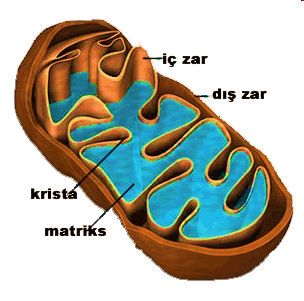 iç zar
dış zar
krista
matriks